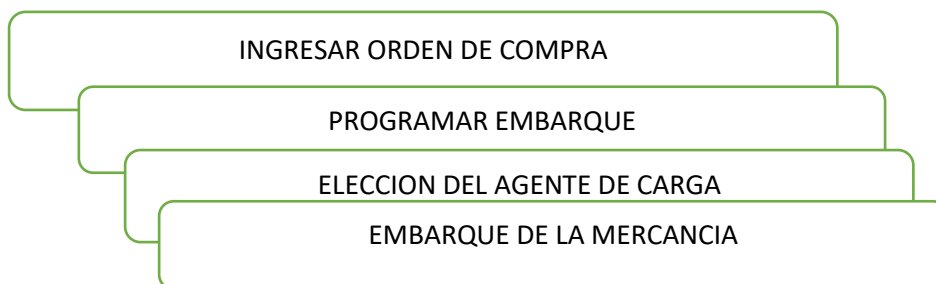 INGRESAR ORDEN DE COMPRA
PROGRAMAR EMBARQUE
ELECCION DEL AGENTE DE CARGA
EMBARQUE DE LA MERCANCIA